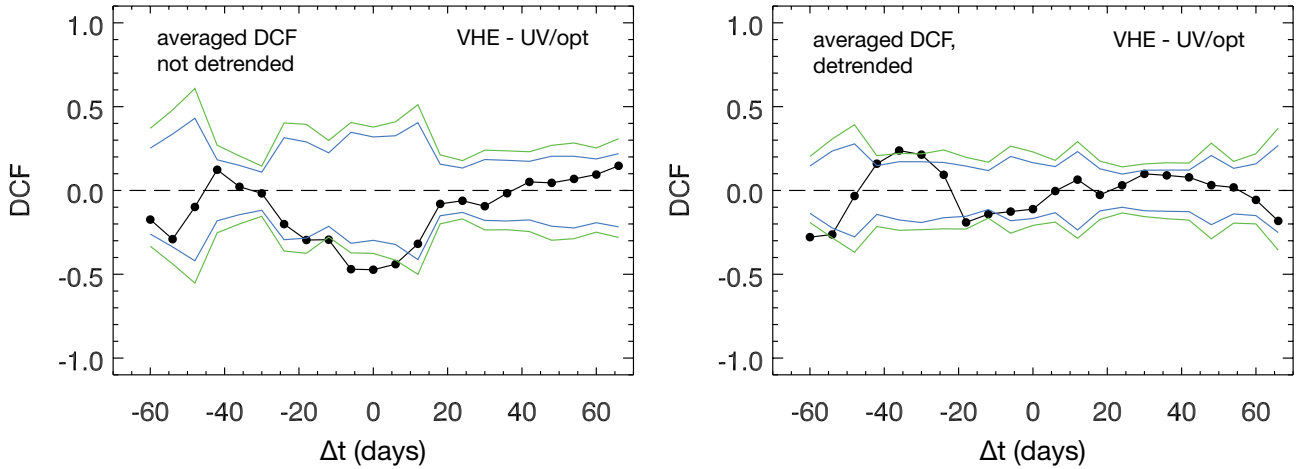 averaged DCF
not detrended
VHE - UV/opt
1.0
0.5
0.0
-0.5
-1.0
DCF
-60
-40
-20
0
20
40
60
Δt (days)
averaged DCF,
detrended
VHE - UV/opt
1.0
0.5
0.0
-0.5
-1.0
DCF
-60
-40
-20
0
20
40
60
Δt (days)